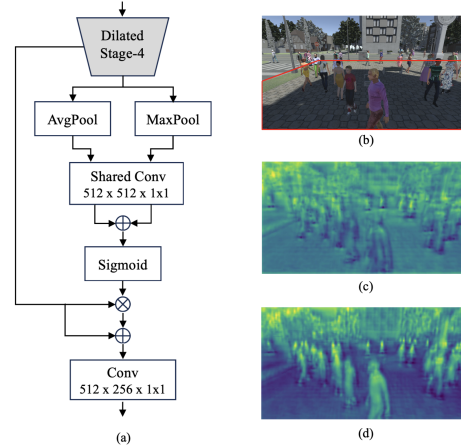 Dilated
Stage-4
AvgPool
MaxPool
Shared Conv
512 x 512 x 1x1
Sigmoid
Conv
512 x 256 x 1x1
(a)
(b)
(c)
(d)